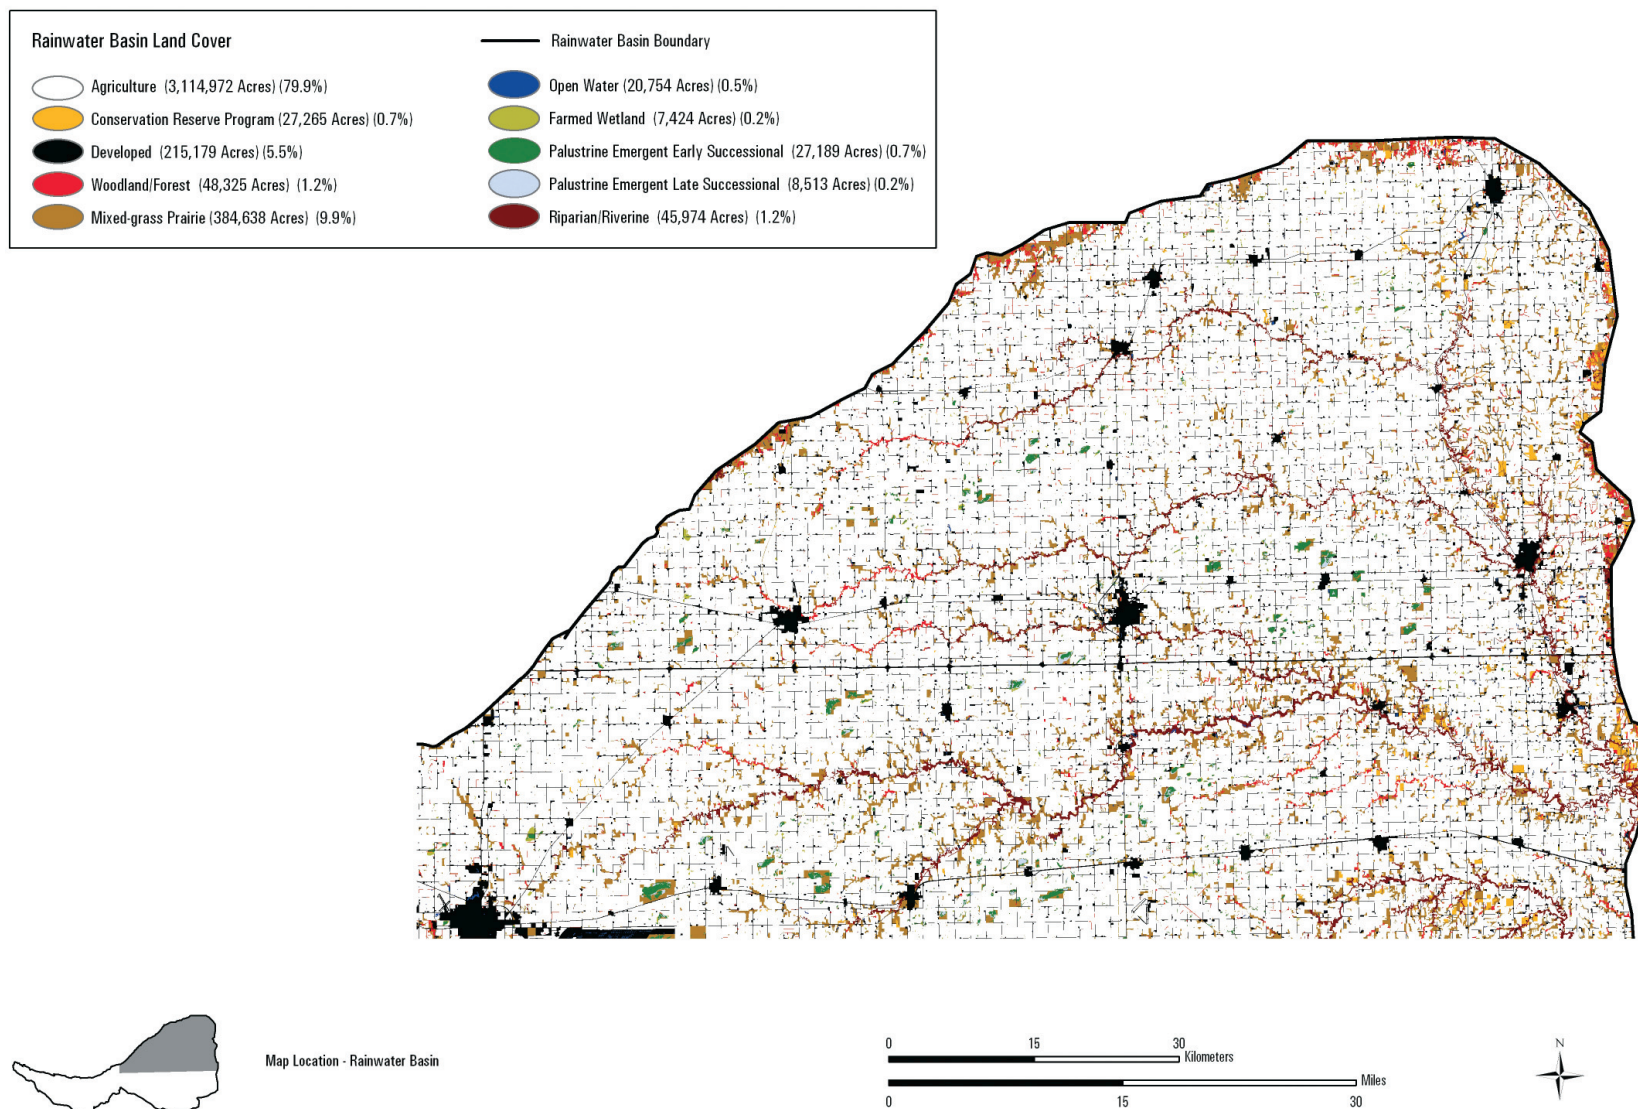 Rainwater Basin Land Cover
Rainwater Basin Boundary
Agriculture (3,114,972 Acres) (79.9%)
Conservation Reserve Program (27,265 Acres) (0.7%)
Developed (215,179 Acres) (5.5%)
Woodland/Forest (48,325 Acres) (1.2%)
Mixed-grass Prairie (384,638 Acres) (9.9%)
Open Water (20,754 Acres) (0.5%)
Farmed Wetland (7,424 Acres) (0.2%)
Palustrine Emergent Early Successional (27,189 Acres) (0.7%)
Palustrine Emergent Late Successional (8,513 Acres) (0.2%)
Riparian/Riverine (45,974 Acres) (1.2%)
Map Location - Rainwater Basin
0 15 30
Kilometers
Miles
0 15 30
N